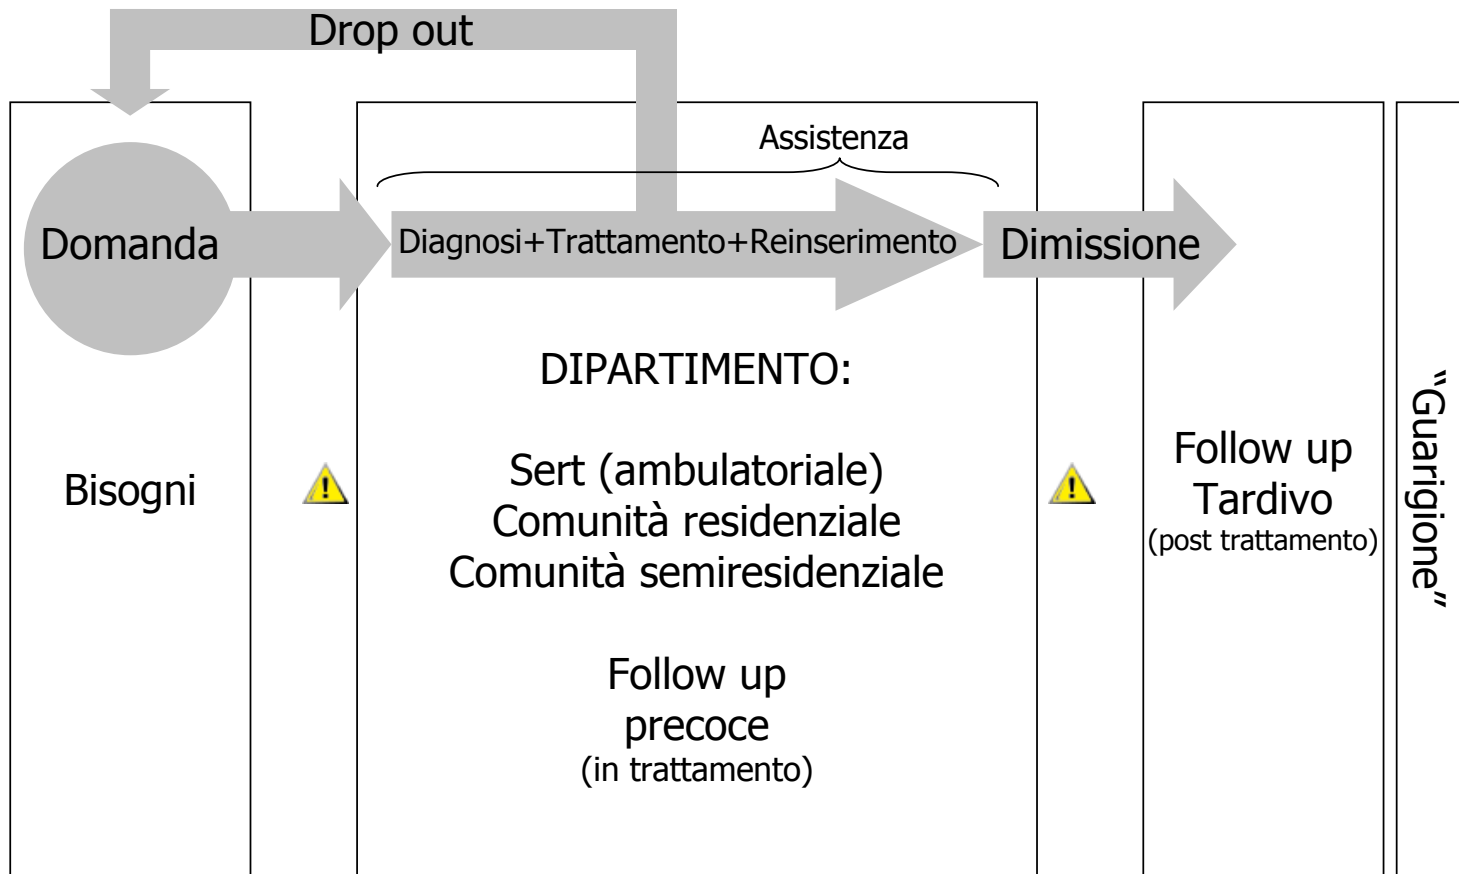 Drop out
Assistenza
Domanda
Diagnosi+Trattamento+Reinserimento
Dimissione
Bisogni
DIPARTIMENTO:
Sert (ambulatoriale)
Comunità residenziale
Comunità semiresidenziale
Follow up
precoce
(in trattamento)
Follow up
Tardivo
(post trattamento)
"Guarigione"